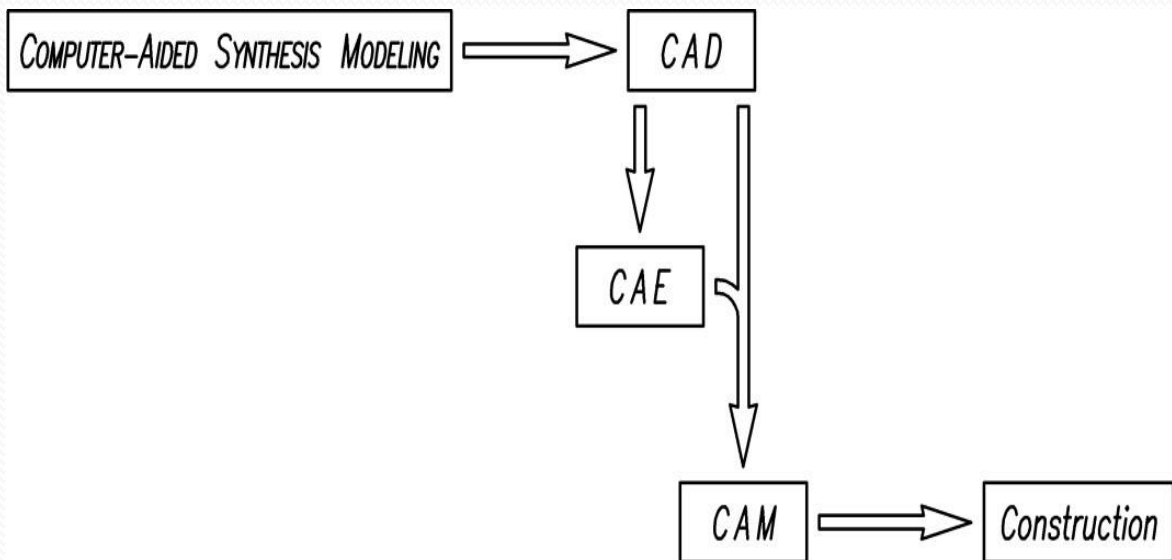 COMPUTER-AIDED SYNTHESIS MODELING
CAD
CAE
CAM
Construction